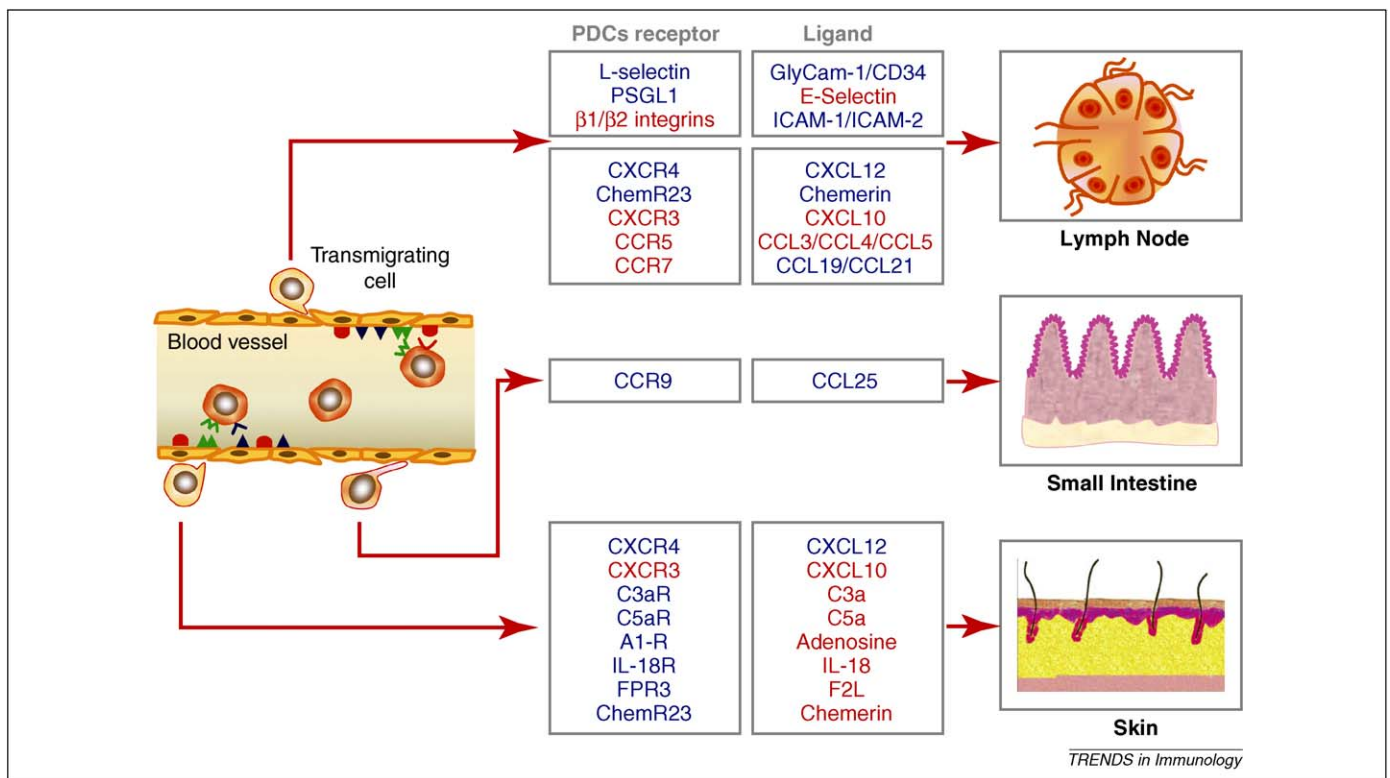 PDCs receptor
Ligand
L-selectin
PSGL1
β1/β2 integrins
GlyCam-1/CD34
E-Selectin
ICAM-1/ICAM-2
CXCR4
ChemR23
CXCR3
CCR5
CCR7
CXCL12
Chemerin
CXCL10
CCL3/CCL4/CCL5
CCL19/CCL21
Lymph Node
Transmigrating
cell
Blood vessel
CCR9
CCL25
Small Intestine
CXCR4
CXCR3
C3aR
C5aR
A1-R
IL-18R
FPR3
ChemR23
CXCL12
CXCL10
C3a
C5a
Adenosine
IL-18
F2L
Chemerin
Skin
TRENDS in Immunology